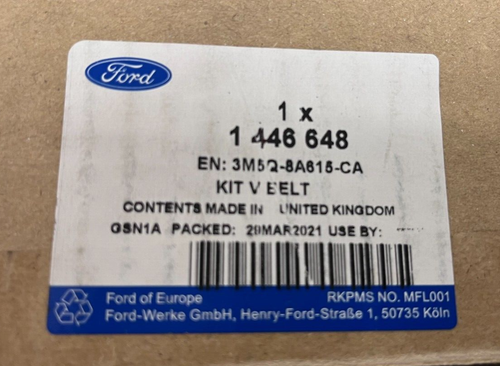 Ford
1 x
1 446 648
EN: 3M5Q-8A615-CA
KIT V BELT
CONTENTS MADE IN UNITED KINGDOM
GSN1A PACKED: 29MAR2021 USE BY:
Ford of Europe RKPMS NO. MFL001
Ford-Werke GmbH, Henry-Ford-Straße 1, 50735 Köln